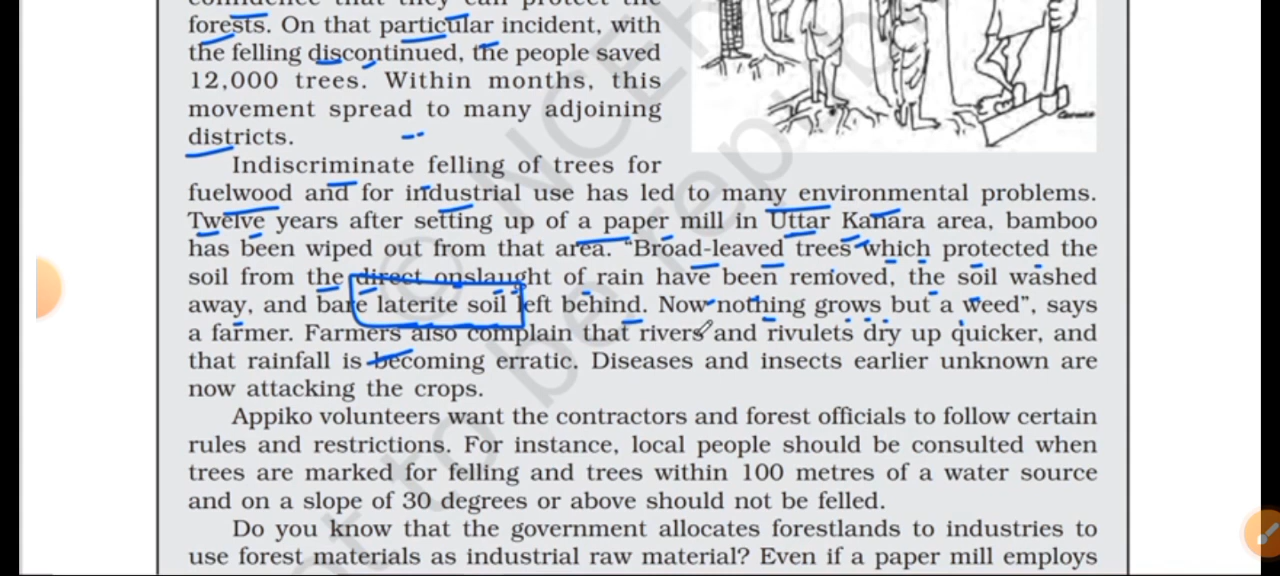 confidence that they can protect the
forests. On that particular incident, with
the felling discontinued, the people saved
12,000 trees. Within months, this
movement spread to many adjoining
districts.
Indiscriminate felling of trees for
fuelwood and for industrial use has led to many environmental problems.
Twelve years after setting up of a paper mill in Uttar Kanara area, bamboo
has been wiped out from that area. "Broad-leaved trees which protected the
soil from the direct onslaught of rain have been removed, the soil washed
away, and bare laterite soil left behind. Now nothing grows but a weed", says
a farmer. Farmers also complain that rivers and rivulets dry up quicker, and
that rainfall is becoming erratic. Diseases and insects earlier unknown are
now attacking the crops.
Appiko volunteers want the contractors and forest officials to follow certain
rules and restrictions. For instance, local people should be consulted when
trees are marked for felling and trees within 100 metres of a water source
and on a slope of 30 degrees or above should not be felled.
Do you know that the government allocates forestlands to industries to
use forest materials as industrial raw material? Even if a paper mill employs